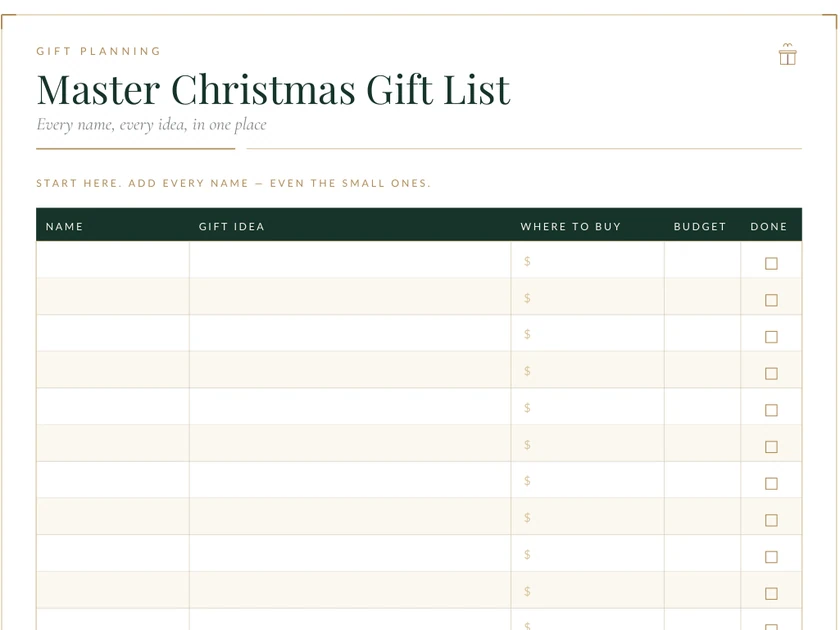 GIFT PLANNING
Master Christmas Gift List
Every name, every idea, in one place
START HERE. ADD EVERY NAME — EVEN THE SMALL ONES.
NAME GIFT IDEA WHERE TO BUY BUDGET DONE
$
$
$
$
$
$
$
$
$
$
$